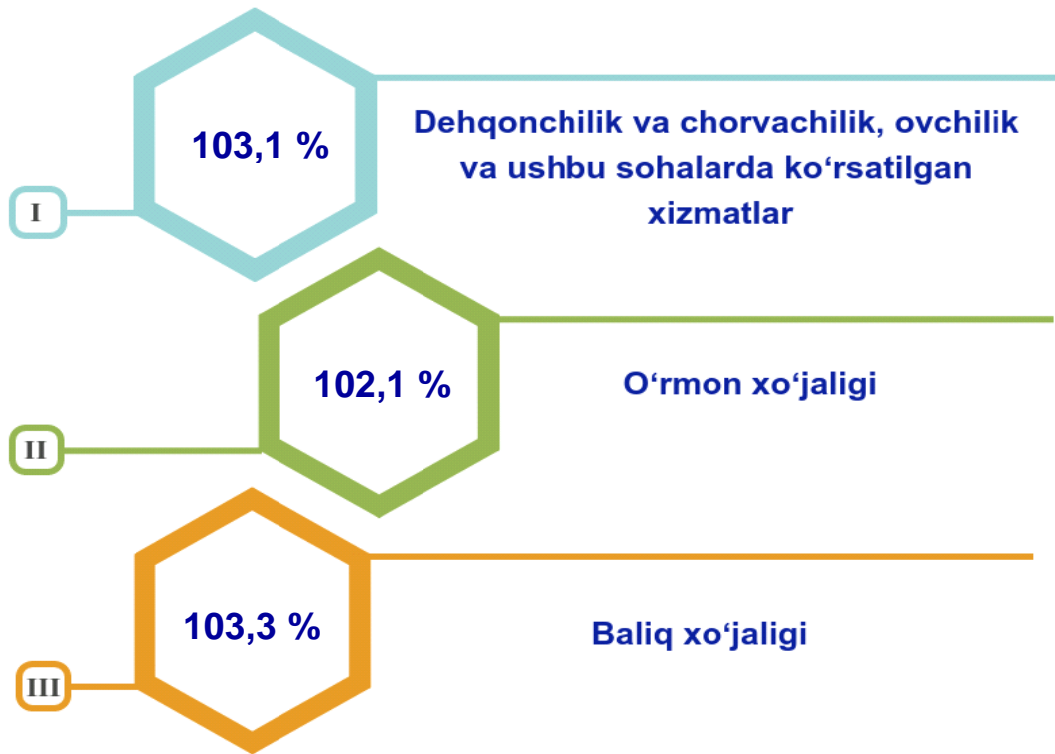 103,1 %
Dehqonchilik va chorvachilik, ovchilik
va ushbu sohalarda ko‘rsatilgan
xizmatlar
I
102,1 %
O‘rmon xo‘jaligi
II
103,3 %
Baliq xo‘jaligi
III